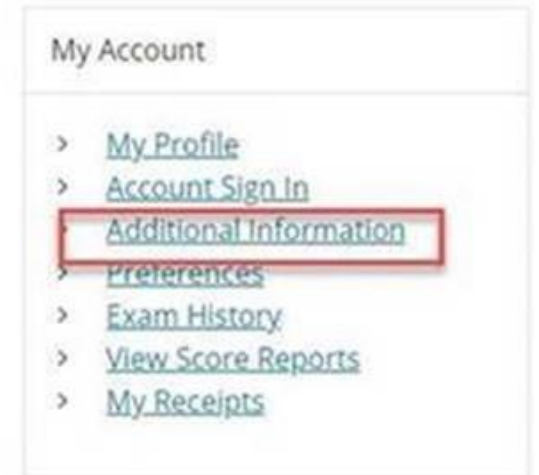 My Account
> My Profile
> Account Sign In
Additional Information
> Preferences
> Exam History
> View Score Reports
> My Receipts